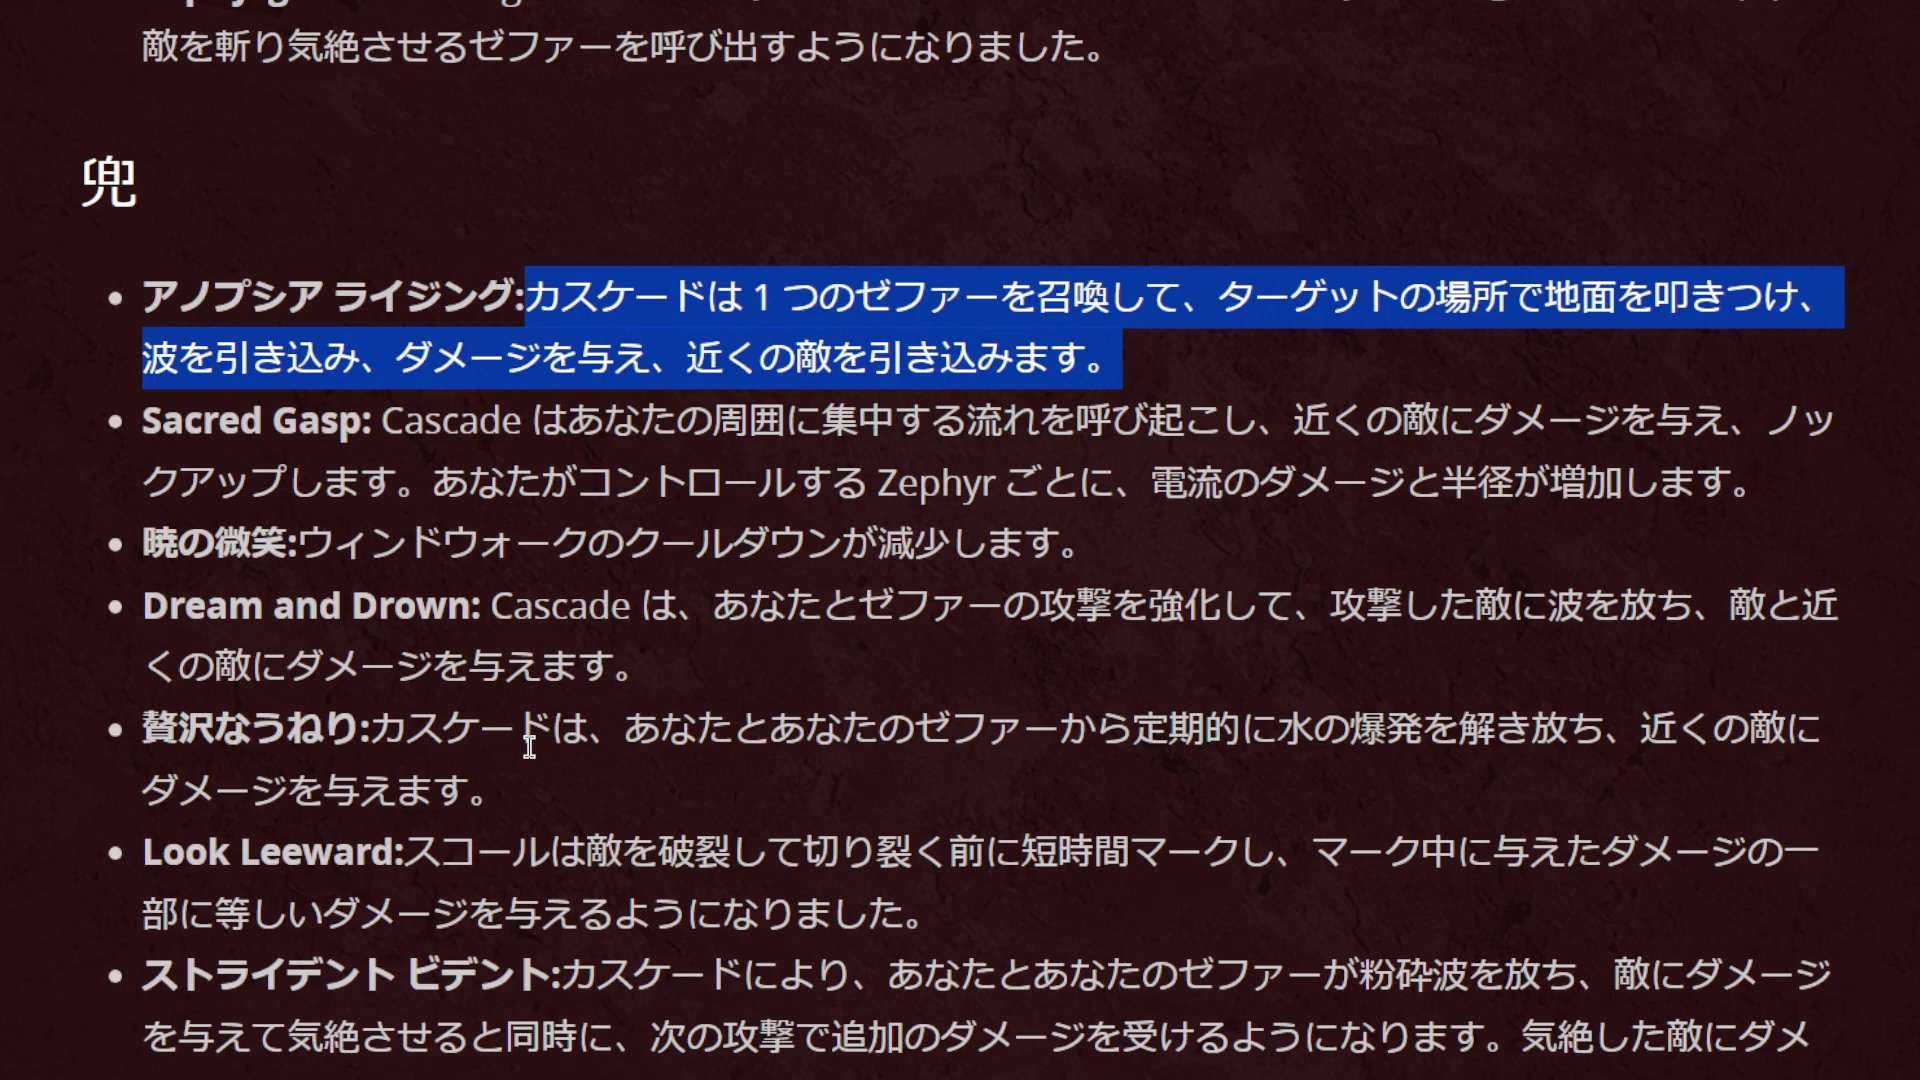 敵を斬り気絶させるゼファーを呼び出すようになりました。
兜
アノプシア ライジング:カスケードは 1 つのゼファーを召喚して、ターゲットの場所で地面を叩きつけ、
波を引き込み、ダメージを与え、近くの敵を引き込みます。
Sacred Gasp: Cascade はあなたの周囲に集中する流れを呼び起こし、近くの敵にダメージを与え、ノッ
クアップします。あなたがコントロールする Zephyr ごとに、電流のダメージと半径が増加します。
暁の微笑:ウィンドウォークのクールダウンが減少します。
Dream and Drown: Cascade は、あなたとゼファーの攻撃を強化して、攻撃した敵に波を放ち、敵と近
くの敵にダメージを与えます。
贅沢なうねり:カスケードは、あなたとあなたのゼファーから定期的に水の爆発を解き放ち、近くの敵に
ダメージを与えます。
Look Leeward:スコールは敵を破裂して切り裂く前に短時間マークし、マーク中に与えたダメージの一
部に等しいダメージを与えるようになりました。
ストライデント ビデント:カスケードにより、あなたとあなたのゼファーが粉砕波を放ち、敵にダメージ
を与えて気絶させると同時に、次の攻撃で追加のダメージを受けるようになります。気絶した敵にダメ